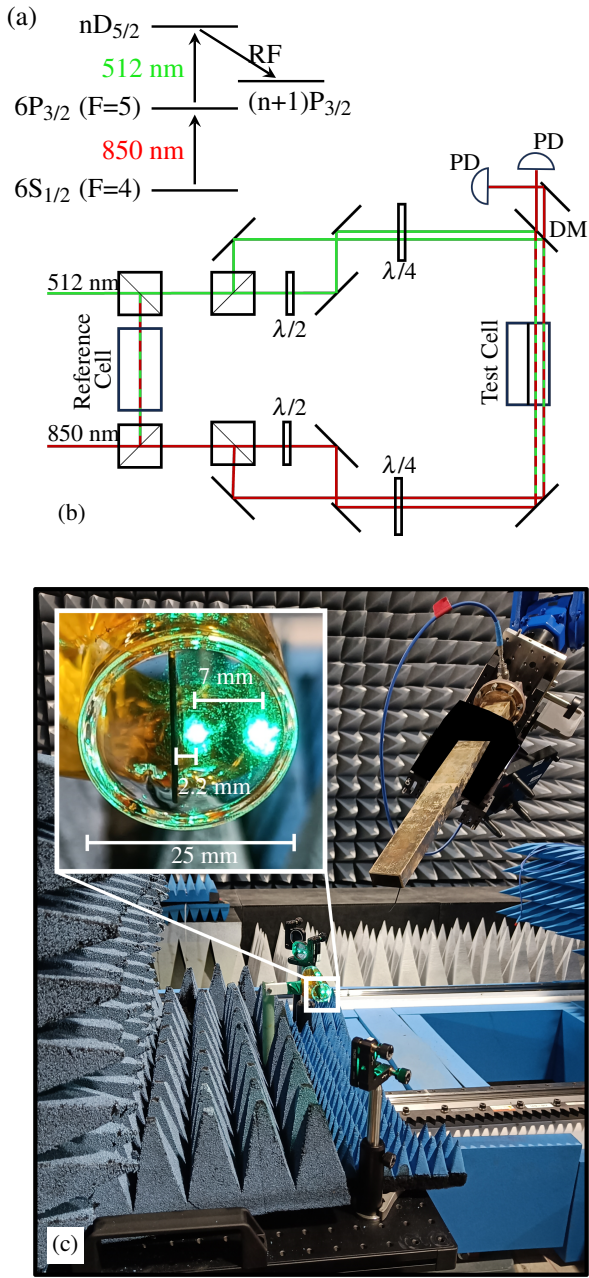 (a)
nD5/2
RF
512 nm
(n+1)P3/2
6P3/2 (F=5)
850 nm
6S1/2 (F=4)
PD
PD
DM
λ/4
512 nm
λ/2
Reference
Cell
Test Cell
850 nm
λ/2
λ/4
(b)
7 mm
2.2 mm
25 mm
(c)